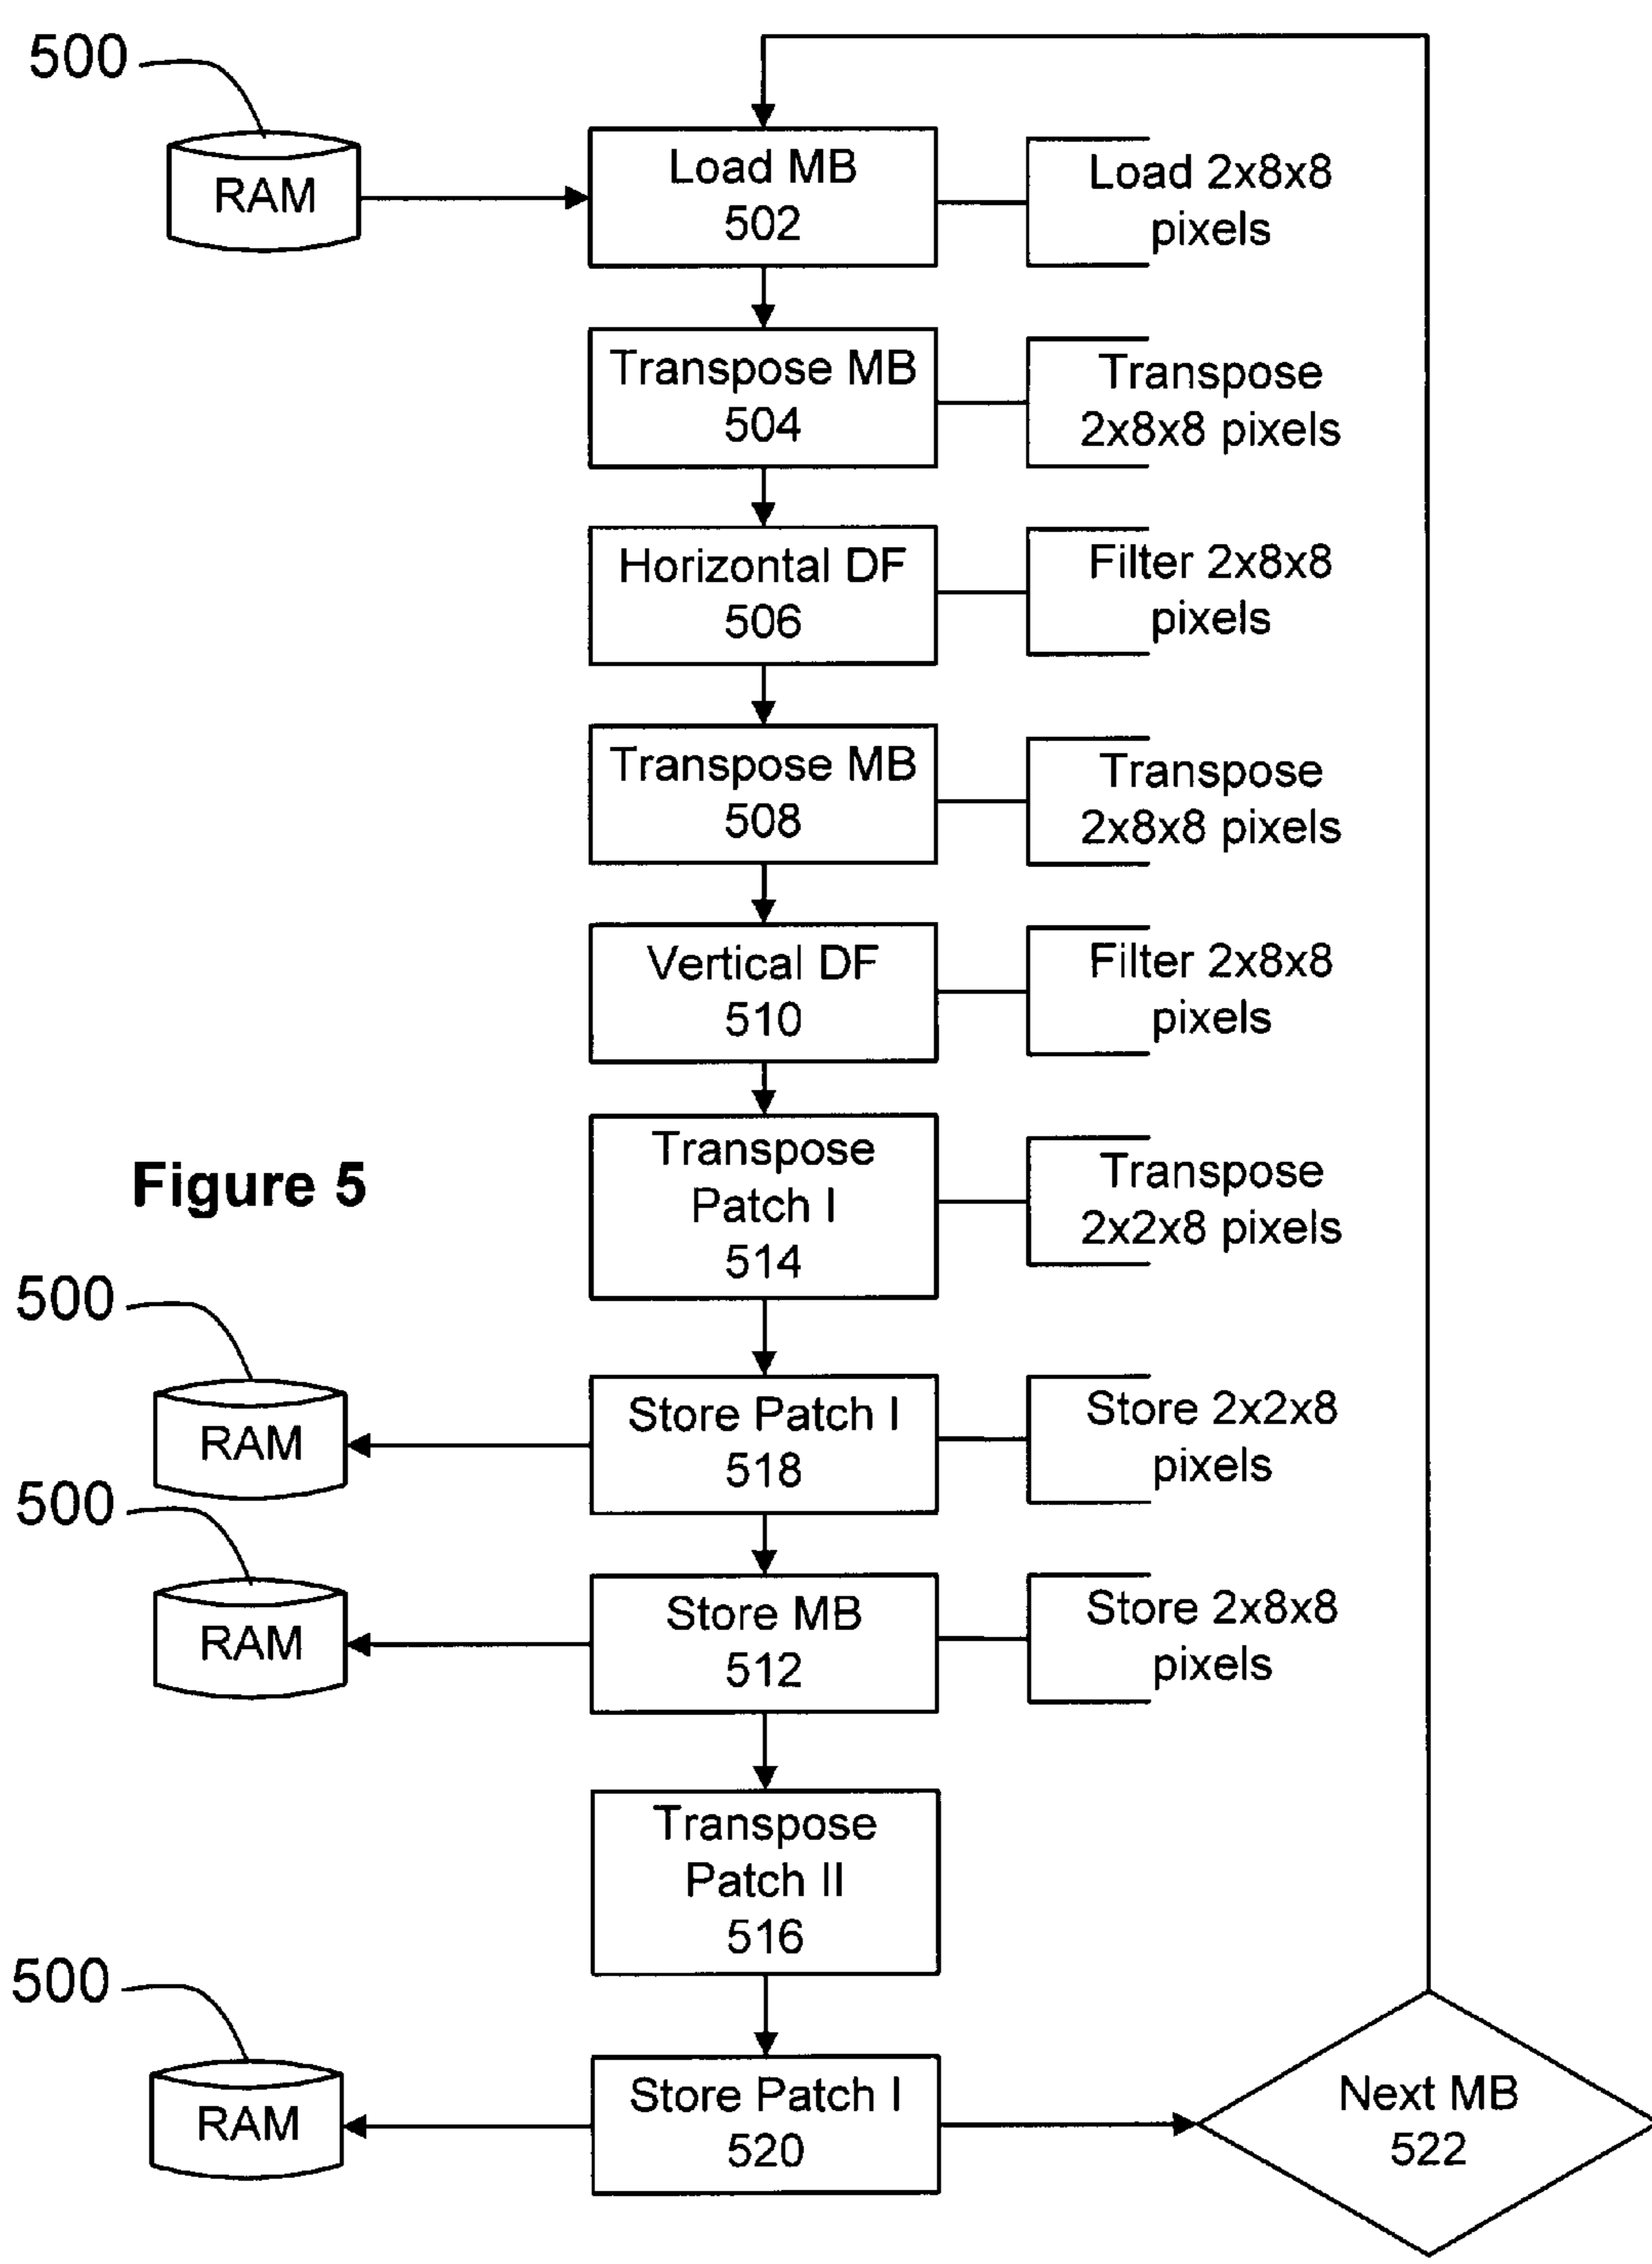 500
RAM
Load MB
502
Load 2x8x8
pixels
Transpose MB
504
Transpose
2x8x8 pixels
Horizontal DF
506
Filter 2x8x8
pixels
Transpose MB
508
Transpose
2x8x8 pixels
Vertical DF
510
Filter 2x8x8
pixels
Figure 5
Transpose
Patch I
514
Transpose
2x2x8 pixels
500
RAM
Store Patch I
518
Store 2x2x8
pixels
500
RAM
Store MB
512
Store 2x8x8
pixels
Transpose
Patch II
516
500
RAM
Store Patch I
520
Next MB
522